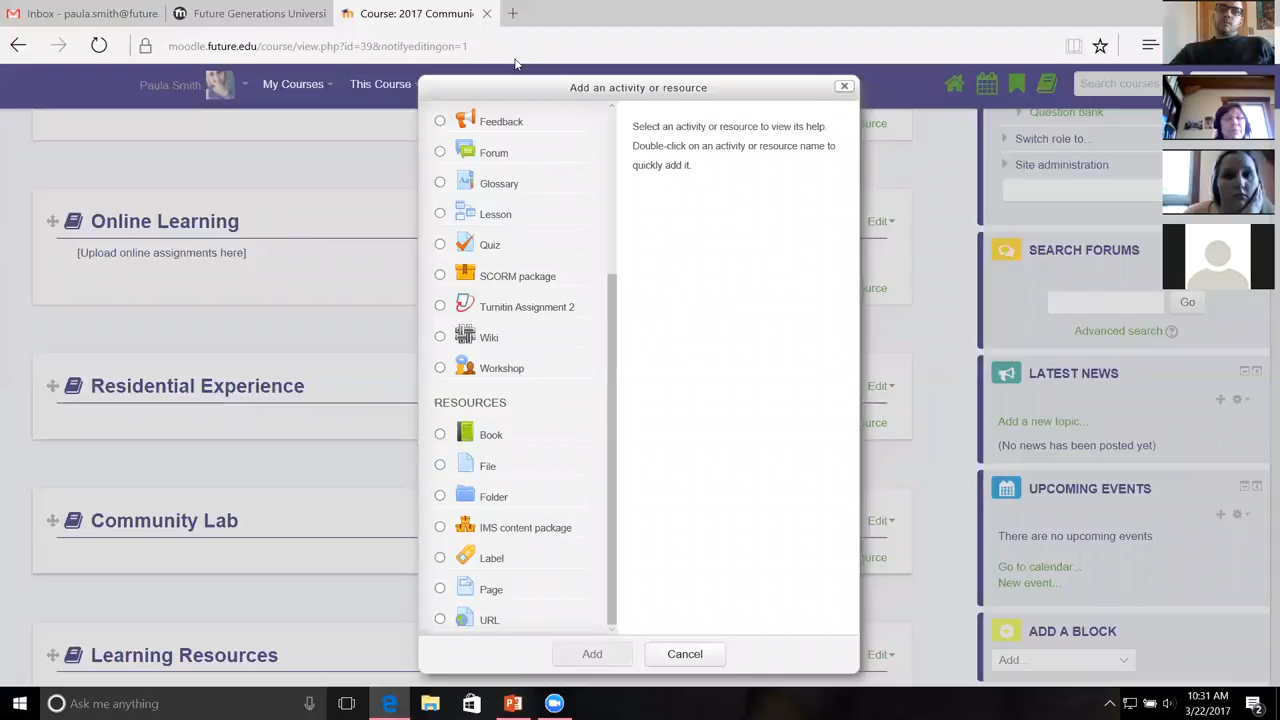 Inbox - paula.smith@future
Future Generations Universi
Course: 2017 Communi
moodle.future.edu/course/view.php?id=39&notifyeditingon=1
Paula Smith
My Courses
This Course
Search courses
Add an activity or resource
Feedback
Forum
Glossary
Lesson
Quiz
SCORM package
Turnitin Assignment 2
Wiki
Workshop
RESOURCES
Book
File
Folder
IMS content package
Label
Page
URL
Select an activity or resource to view its help.
Double-click on an activity or resource name to
quickly add it.
Add
Cancel
Online Learning
[Upload online assignments here]
Residential Experience
Community Lab
Learning Resources
ource
Edit
ource
Edit
ource
Edit
ource
Edit
Question bank
Switch role to...
Site administration
SEARCH FORUMS
Go
Advanced search
LATEST NEWS
Add a new topic...
(No news has been posted yet)
UPCOMING EVENTS
There are no upcoming events
Go to calendar...
New event...
ADD A BLOCK
Add...
Ask me anything
10:31 AM
3/22/2017
2